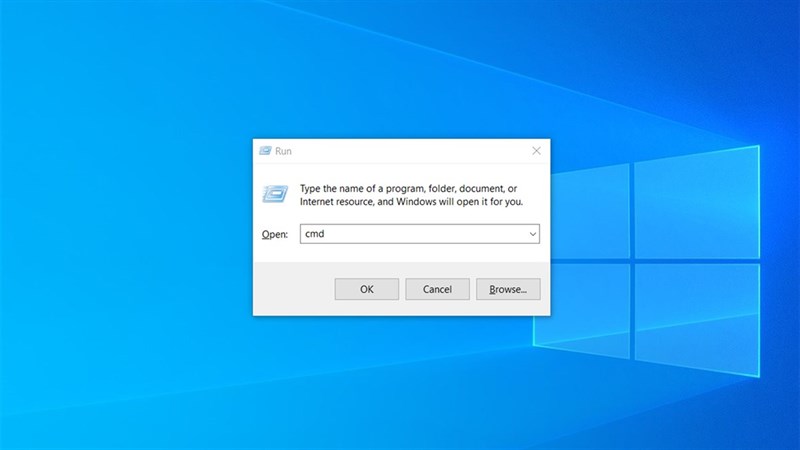 Run
Type the name of a program, folder, document, or
Internet resource, and Windows will open it for you.
Open: cmd
OK Cancel Browse...